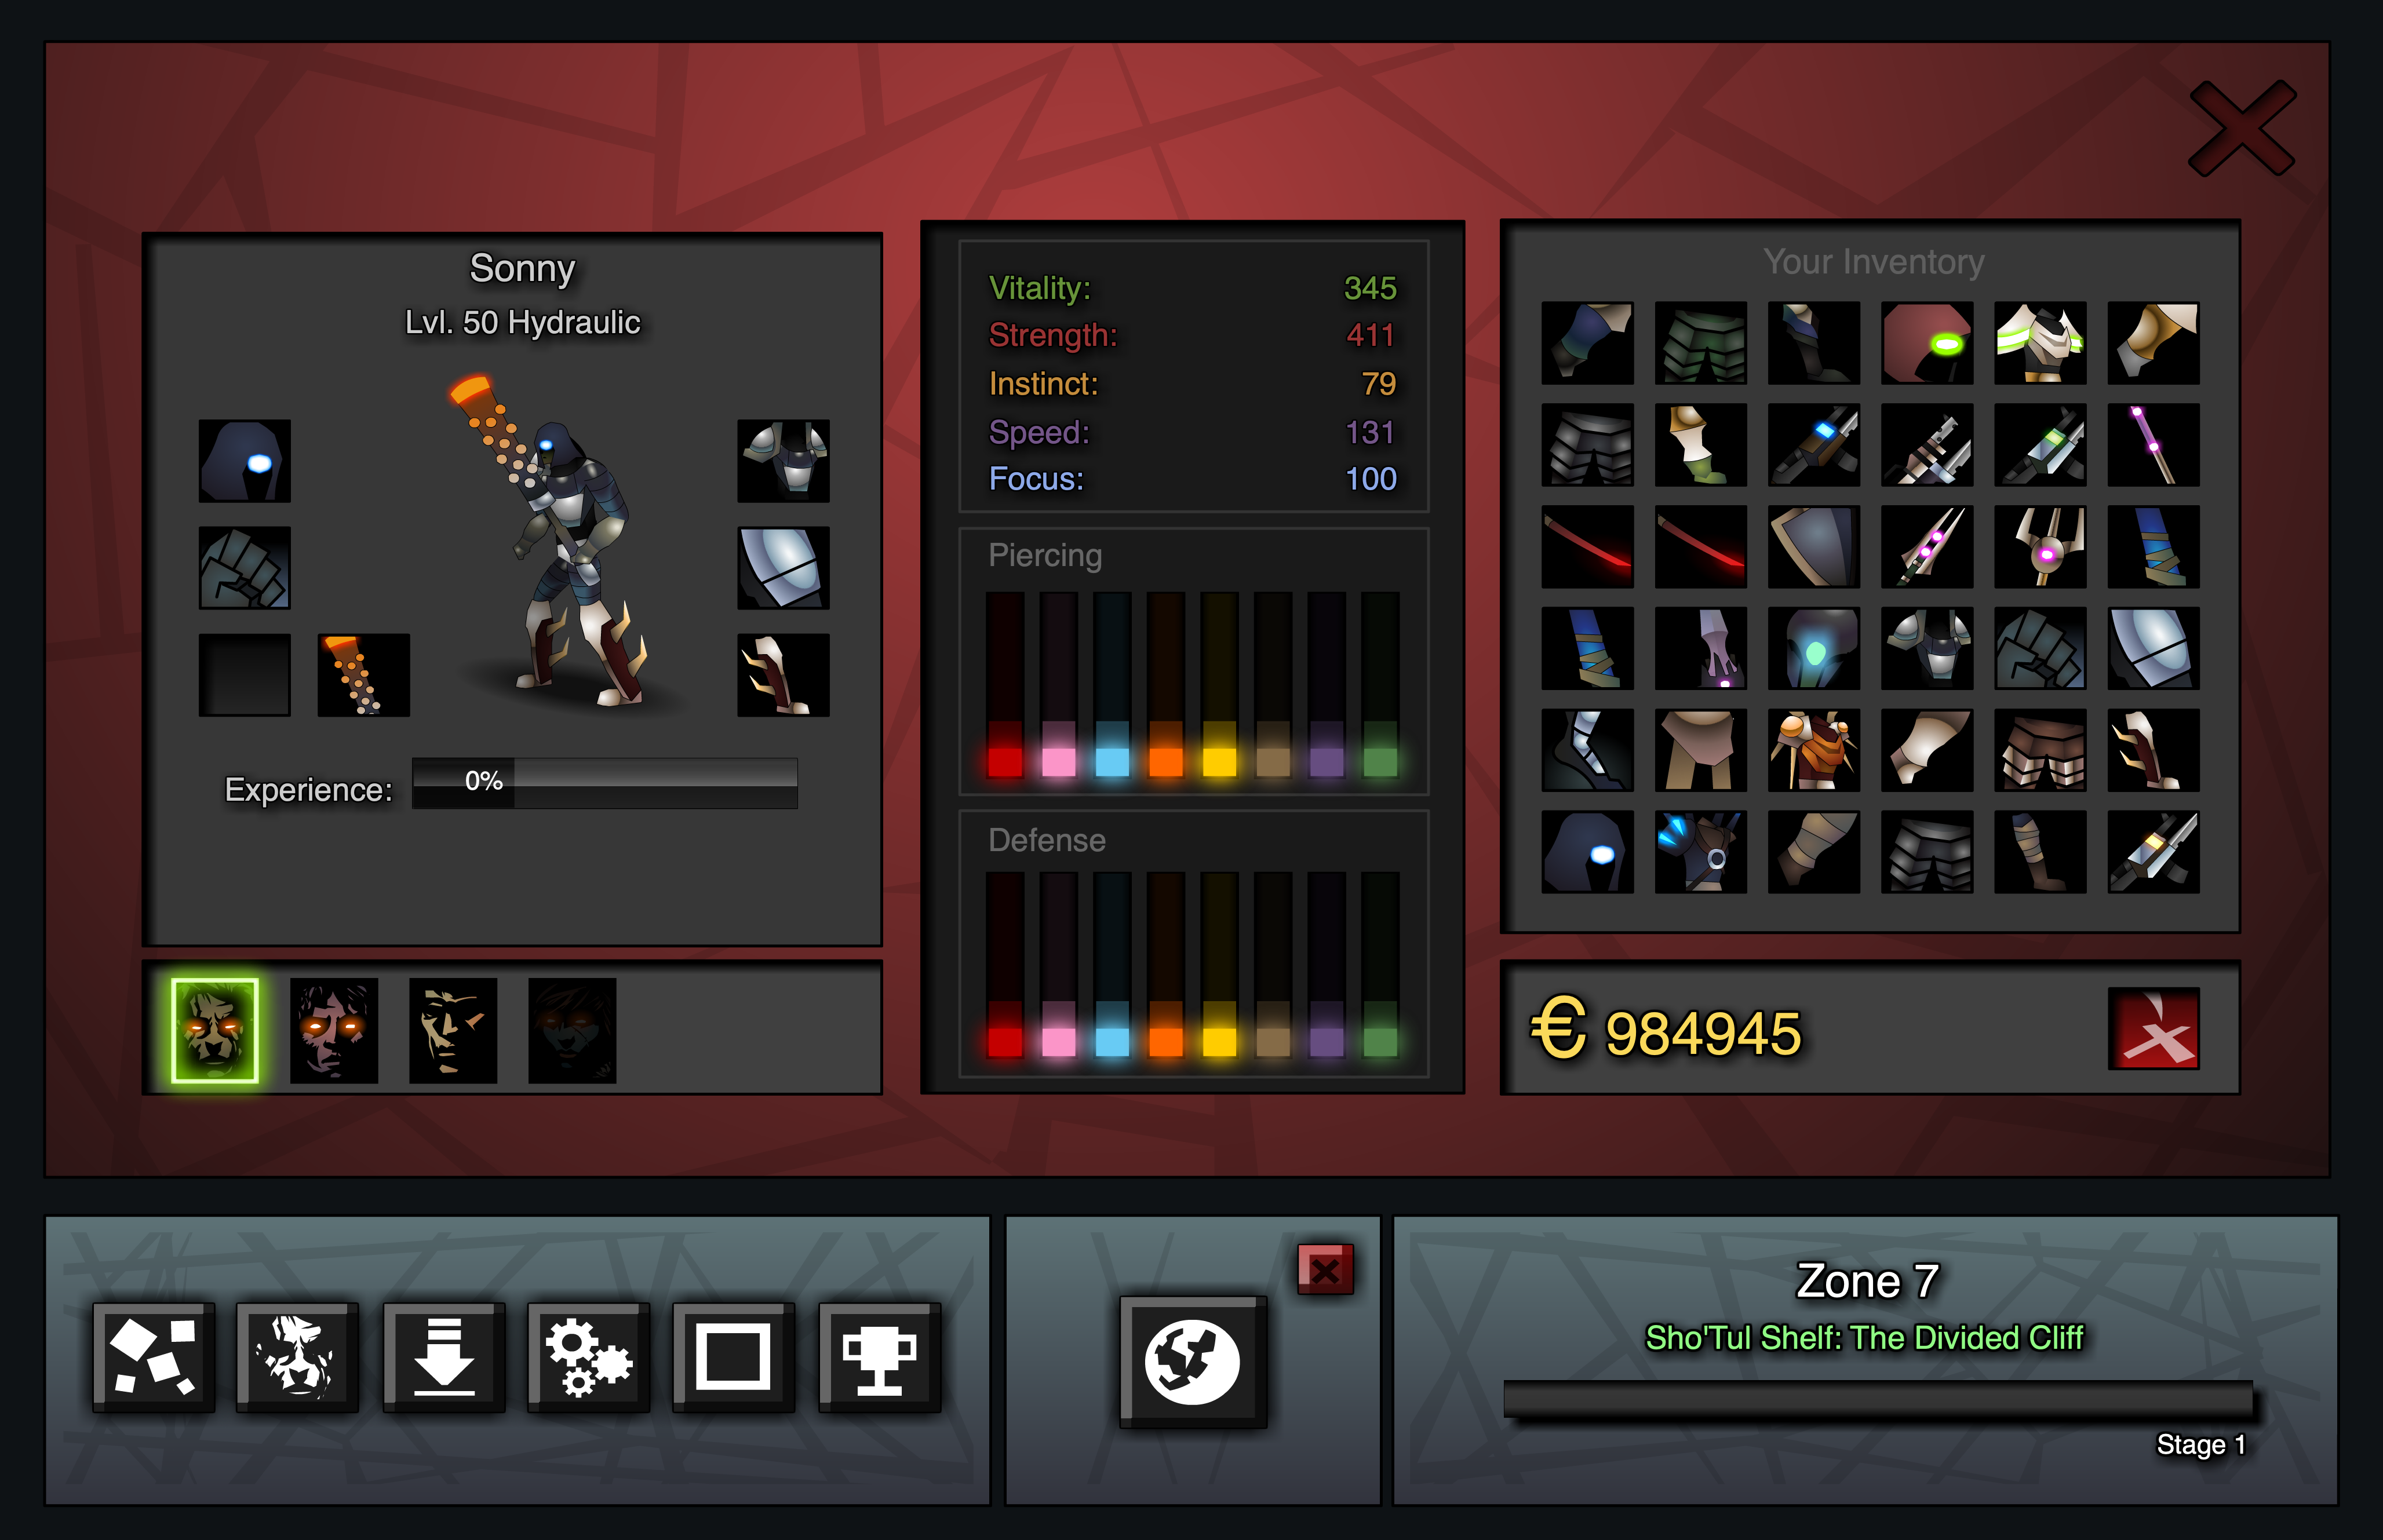 Sonny
Lvl. 50 Hydraulic
Experience:
0%
Vitality: 345
Strength: 411
Instinct: 79
Speed: 131
Focus: 100
Piercing
Defense
Your Inventory
€ 984945
Zone 7
Sho'Tul Shelf: The Divided Cliff
Stage 1